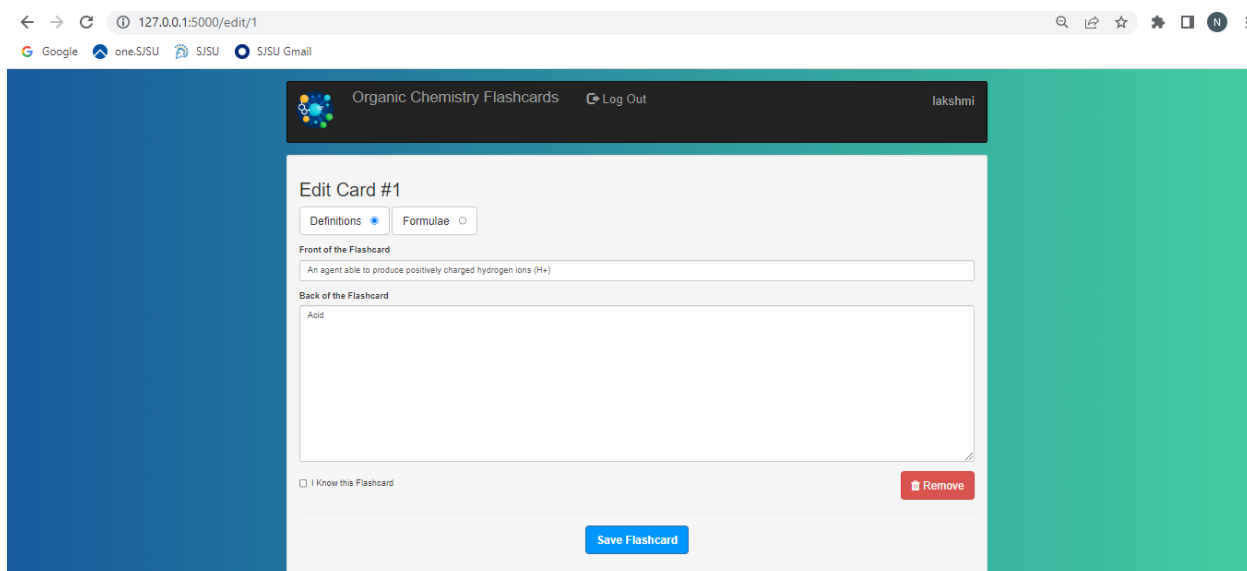 127.0.0.1:5000/edit/1
N
Google one.SJSU SJSU SJSU Gmail
Organic Chemistry Flashcards Log Out lakshmi
Edit Card #1
Definitions Formulae
Front of the Flashcard
An agent able to produce positively charged hydrogen ions (H+)
Back of the Flashcard
Acid
I Know this Flashcard Remove
Save Flashcard